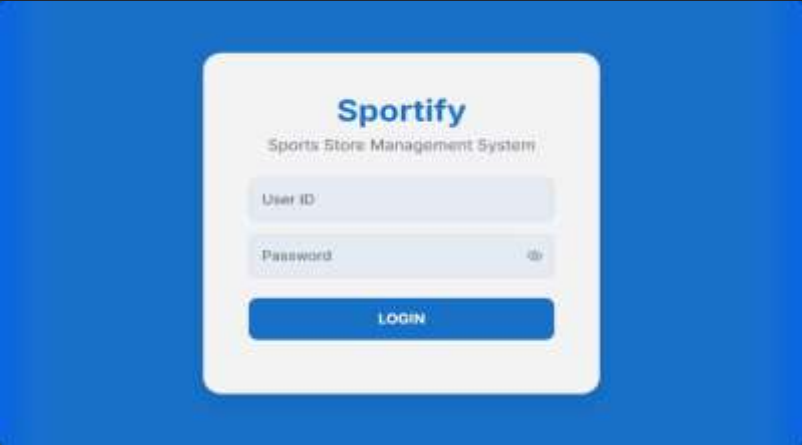 Sportify
Sports Store Management System
User ID
Password
LOGIN